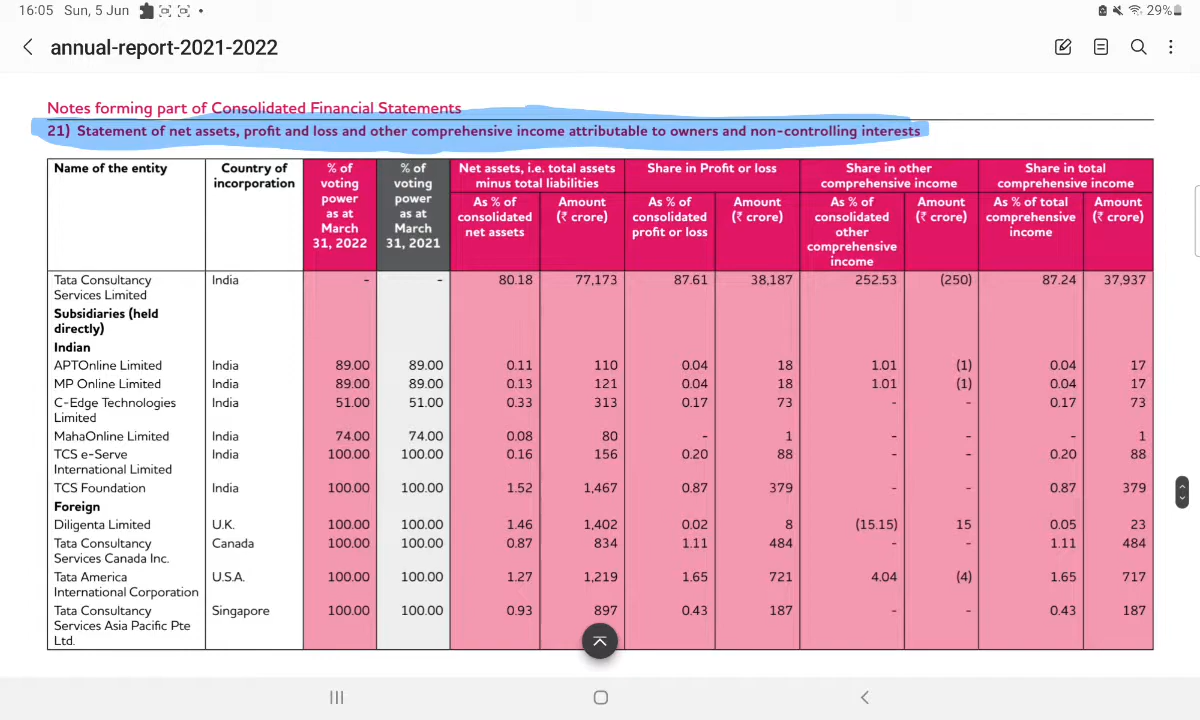 16:05 Sun, 5 Jun 29%
annual-report-2021-2022
Notes forming part of Consolidated Financial Statements
21) Statement of net assets, profit and loss and other comprehensive income attributable to owners and non-controlling interests
Name of the entity
Country of
incorporation
% of
voting
power
as at
March
31, 2022
% of
voting
power
as at
March
31, 2021
Net assets, i.e. total assets
minus total liabilities
As % of
consolidated
net assets
Amount
(₹ crore)
Share in Profit or loss
As % of
consolidated
profit or loss
Amount
(₹ crore)
Share in other
comprehensive income
As % of
consolidated
other
comprehensive
income
Amount
(₹ crore)
Share in total
comprehensive income
As % of total
comprehensive
income
Amount
(₹ crore)
Tata Consultancy India - - 80.18 77,173 87.61 38,187 252.53 (250) 87.24 37,937
Services Limited
Subsidiaries (held
directly)
Indian
APTOnline Limited India 89.00 89.00 0.11 110 0.04 18 1.01 (1) 0.04 17
MP Online Limited India 89.00 89.00 0.13 121 0.04 18 1.01 (1) 0.04 17
C-Edge Technologies India 51.00 51.00 0.33 313 0.17 73 - - 0.17 73
Limited
MahaOnline Limited India 74.00 74.00 0.08 80 - 1 - - - 1
TCS e-Serve India 100.00 100.00 0.16 156 0.20 88 - - 0.20 88
International Limited
TCS Foundation India 100.00 100.00 1.52 1,467 0.87 379 - - 0.87 379
Foreign
Diligenta Limited U.K. 100.00 100.00 1.46 1,402 0.02 8 (15.15) 15 0.05 23
Tata Consultancy Canada 100.00 100.00 0.87 834 1.11 484 - - 1.11 484
Services Canada Inc.
Tata America U.S.A. 100.00 100.00 1.27 1,219 1.65 721 4.04 (4) 1.65 717
International Corporation
Tata Consultancy Singapore 100.00 100.00 0.93 897 0.43 187 - - 0.43 187
Services Asia Pacific Pte
Ltd.